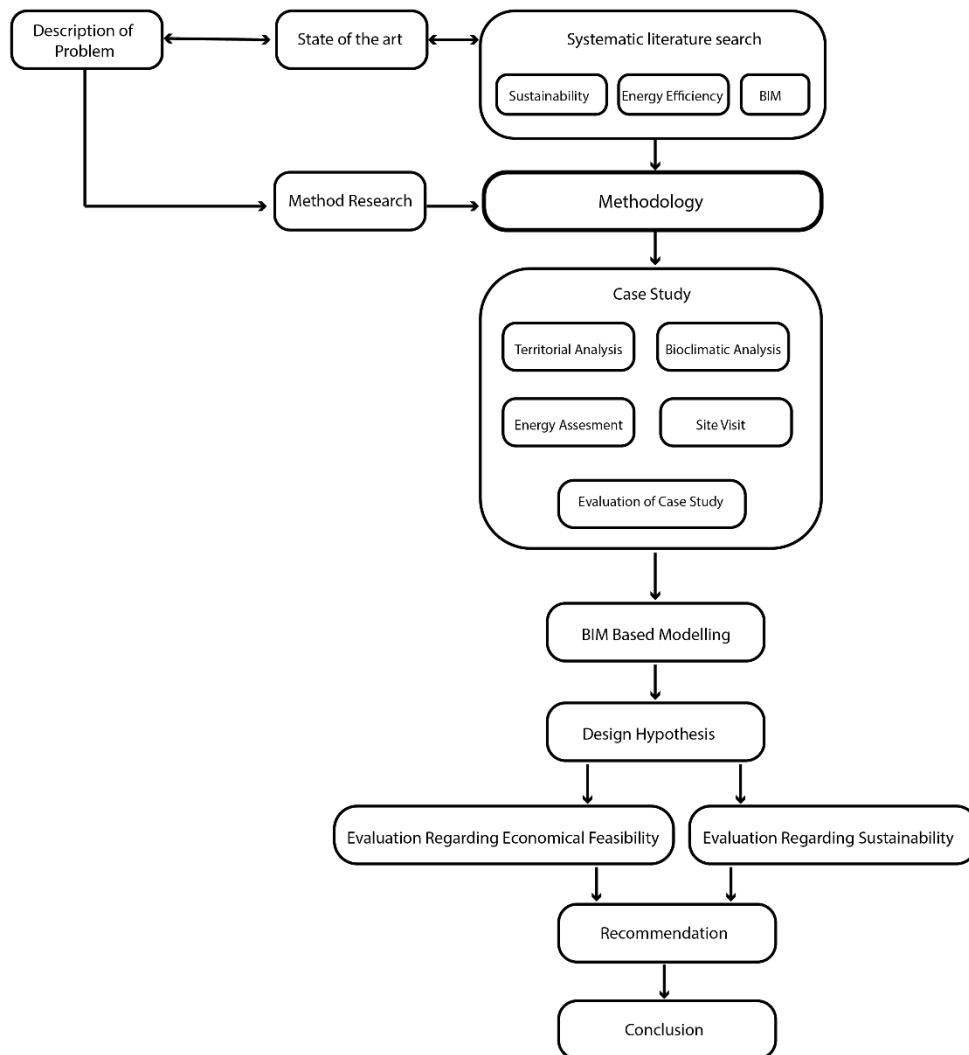 Description of
Problem
State of the art
Systematic literature search
Sustainability
Energy Efficiency
BIM
Method Research
Methodology
Case Study
Territorial Analysis
Bioclimatic Analysis
Energy Assesment
Site Visit
Evaluation of Case Study
BIM Based Modelling
Design Hypothesis
Evaluation Regarding Economical Feasibility
Evaluation Regarding Sustainability
Recommendation
Conclusion